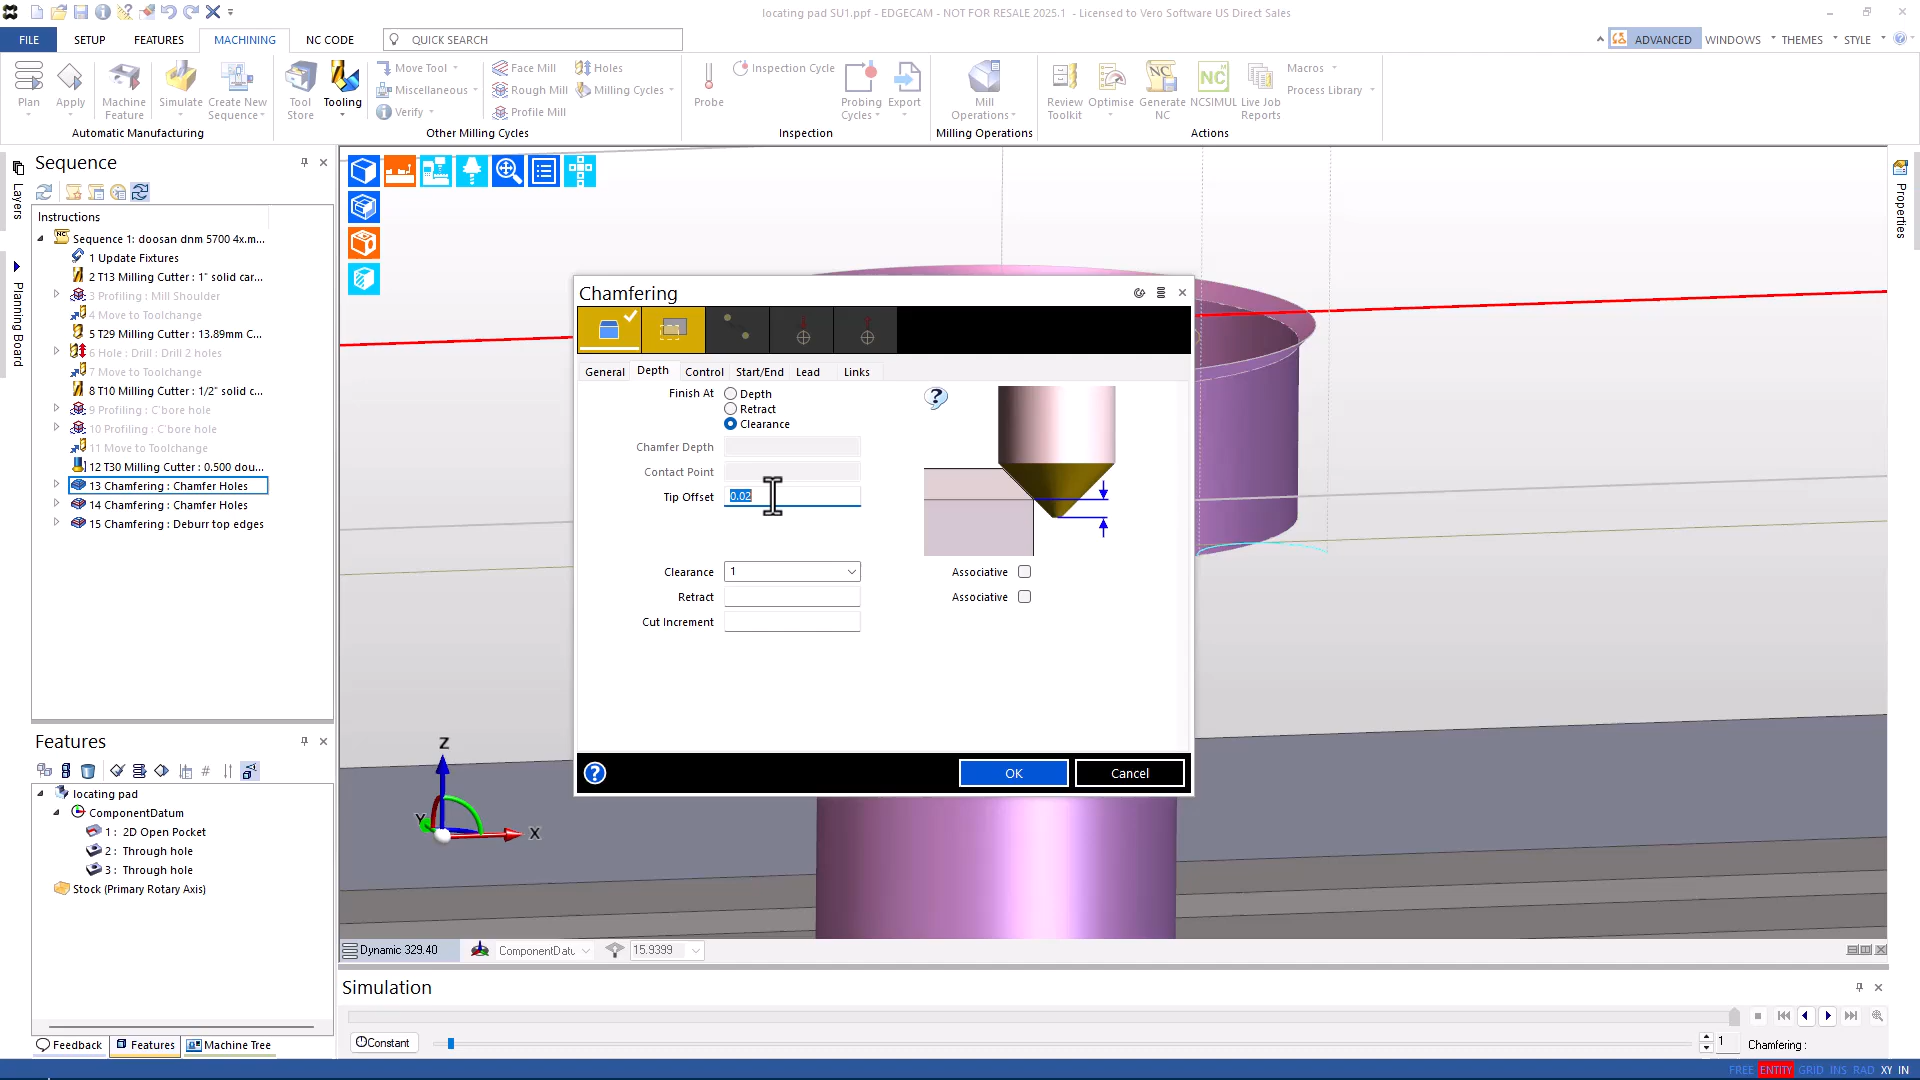 locating pad SU1.ppf - EDGECAM - NOT FOR RESALE 2025.1 - Licensed to Vero Software US Direct Sales
FILE SETUP FEATURES MACHINING NC CODE QUICK SEARCH ADVANCED WINDOWS THEMES STYLE
Plan Apply Machine Feature Simulate Create New Sequence
Automatic Manufacturing
Tool Store Tooling
Move Tool Face Mill Holes
Miscellaneous Rough Mill Milling Cycles
Verify Profile Mill
Other Milling Cycles
Probe Inspection Cycle Probing Cycles Export
Inspection
Mill Operations
Milling Operations
Review Toolkit Optimise Generate NC NCSIMUL Live Job Reports
Macros
Process Library
Actions
Layers
Planning Board
Properties
Sequence
Instructions
Sequence 1: doosan dnm 5700 4x.m...
1 Update Fixtures
2 T13 Milling Cutter : 1" solid car...
3 Profiling : Mill Shoulder
4 Move to Toolchange
5 T29 Milling Cutter : 13.89mm C...
6 Hole : Drill : Drill 2 holes
7 Move to Toolchange
8 T10 Milling Cutter : 1/2" solid c...
9 Profiling : C'bore hole
10 Profiling : C'bore hole
11 Move to Toolchange
12 T30 Milling Cutter : 0.500 dou...
13 Chamfering : Chamfer Holes
14 Chamfering : Chamfer Holes
15 Chamfering : Deburr top edges
Features
locating pad
ComponentDatum
1 : 2D Open Pocket
2 : Through hole
3 : Through hole
Stock (Primary Rotary Axis)
Feedback Features Machine Tree
Chamfering
General Depth Control Start/End Lead Links
Finish At Depth
Retract
Clearance
Chamfer Depth
Contact Point
Tip Offset 0.02
Clearance 1 Associative
Retract Associative
Cut Increment
OK Cancel
Z
Y
X
Dynamic 329.40 ComponentDatu 15.9399
Simulation
Constant 1 Chamfering :
FREE ENTITY GRID INS RAD XY IN